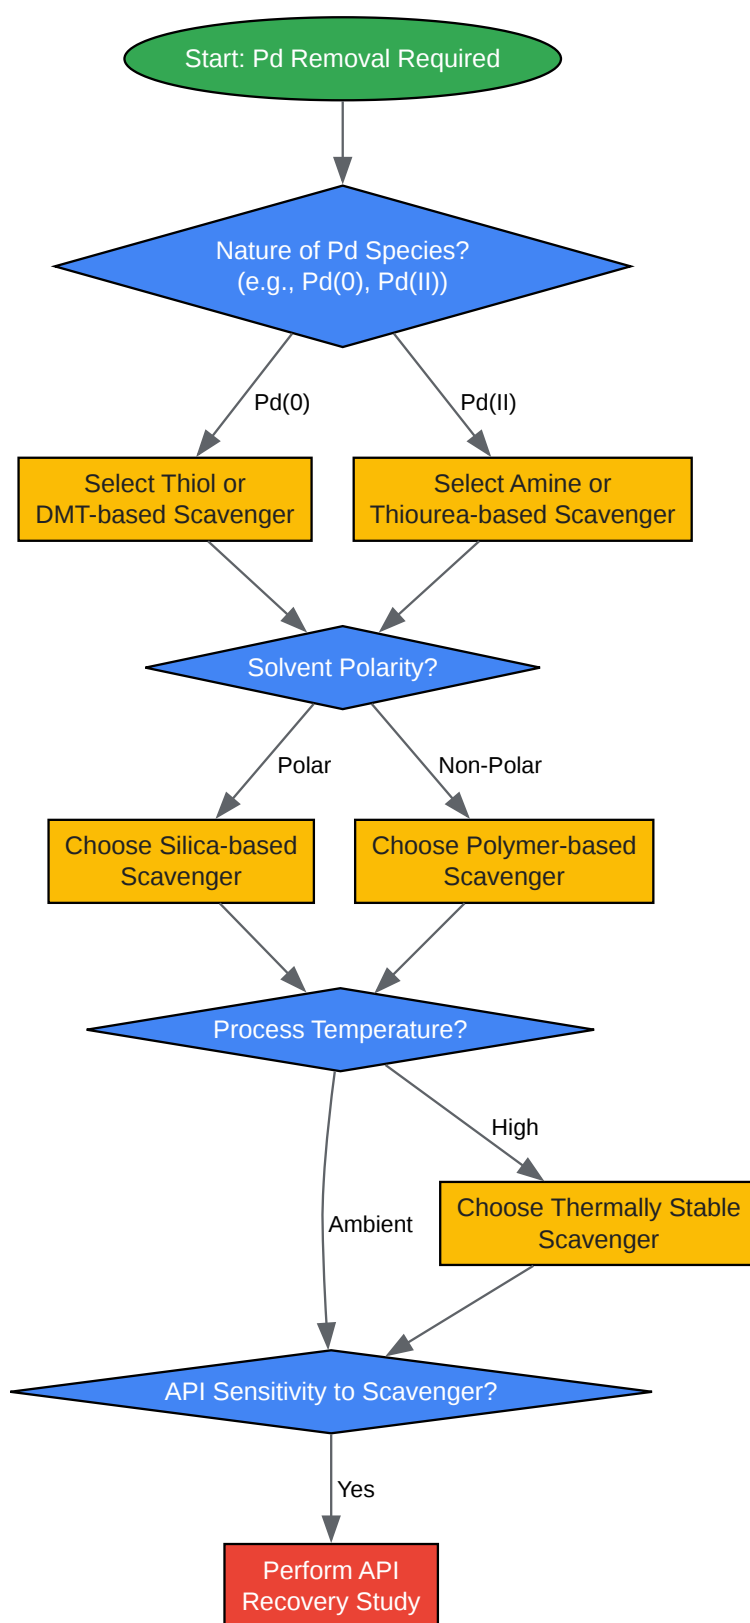 Start: Pd Removal Required
Nature of Pd Species?
(e.g., Pd(0), Pd(II))
Pd(0)
Pd(II)
Select Thiol or
DMT-based Scavenger
Select Amine or
Thiourea-based Scavenger
Solvent Polarity?
Polar
Non-Polar
Choose Silica-based
Scavenger
Choose Polymer-based
Scavenger
Process Temperature?
High
Choose Thermally Stable
Scavenger
Ambient
API Sensitivity to Scavenger?
Yes
Perform API
Recovery Study